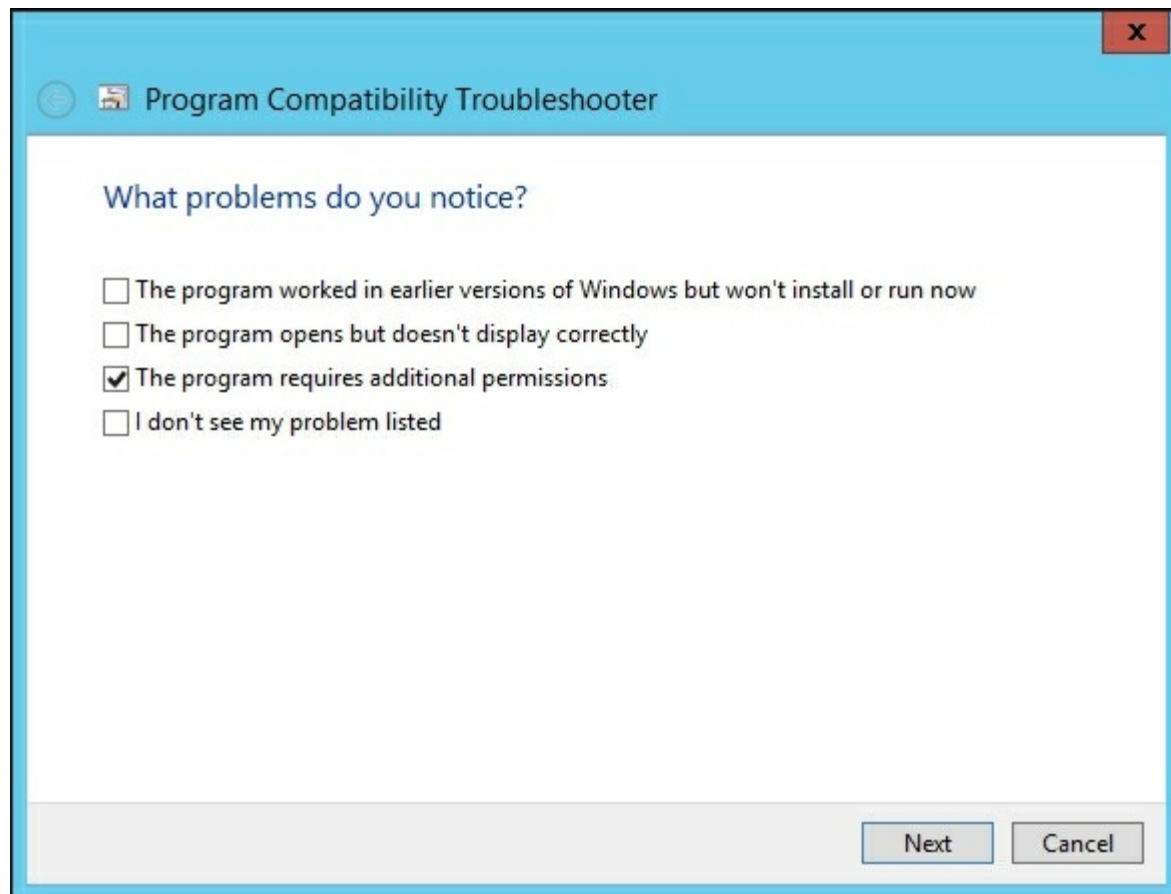 x
Program Compatibility Troubleshooter
What problems do you notice?
The program worked in earlier versions of Windows but won't install or run now
The program opens but doesn't display correctly
The program requires additional permissions
I don't see my problem listed
Next Cancel